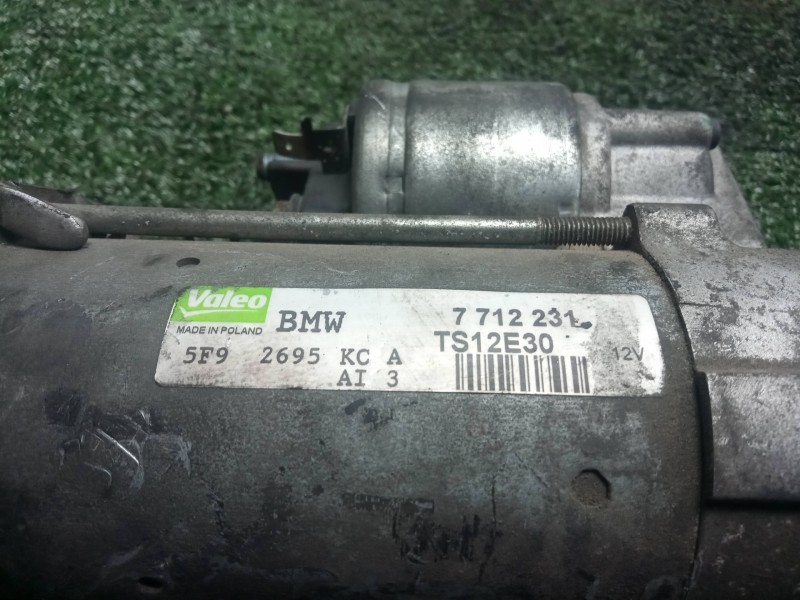 Valeo BMW 7 712 231
MADE IN POLAND TS12E30
5F9 2695 KC A 12V
AI 3